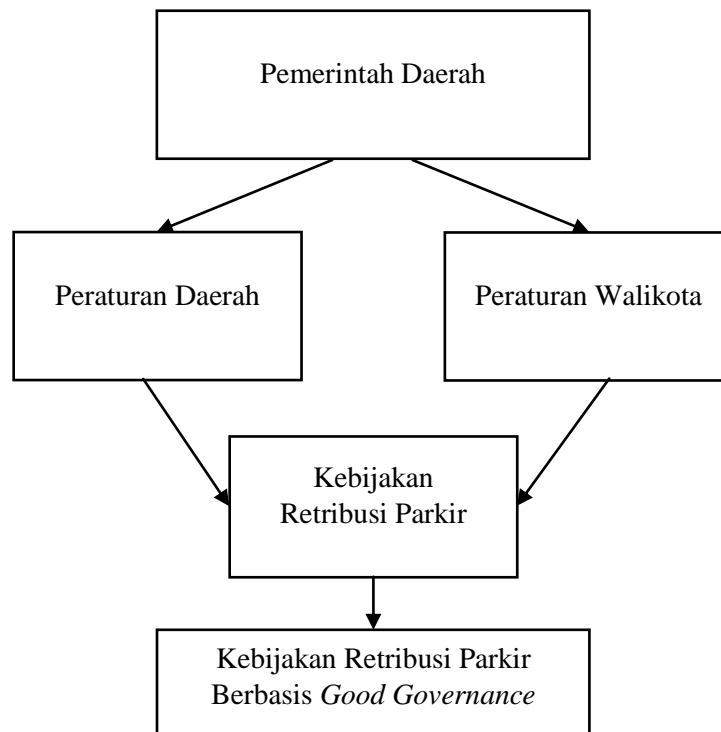 Pemerintah Daerah
Peraturan Daerah
Peraturan Walikota
Kebijakan
Retribusi Parkir
Kebijakan Retribusi Parkir
Berbasis Good Governance